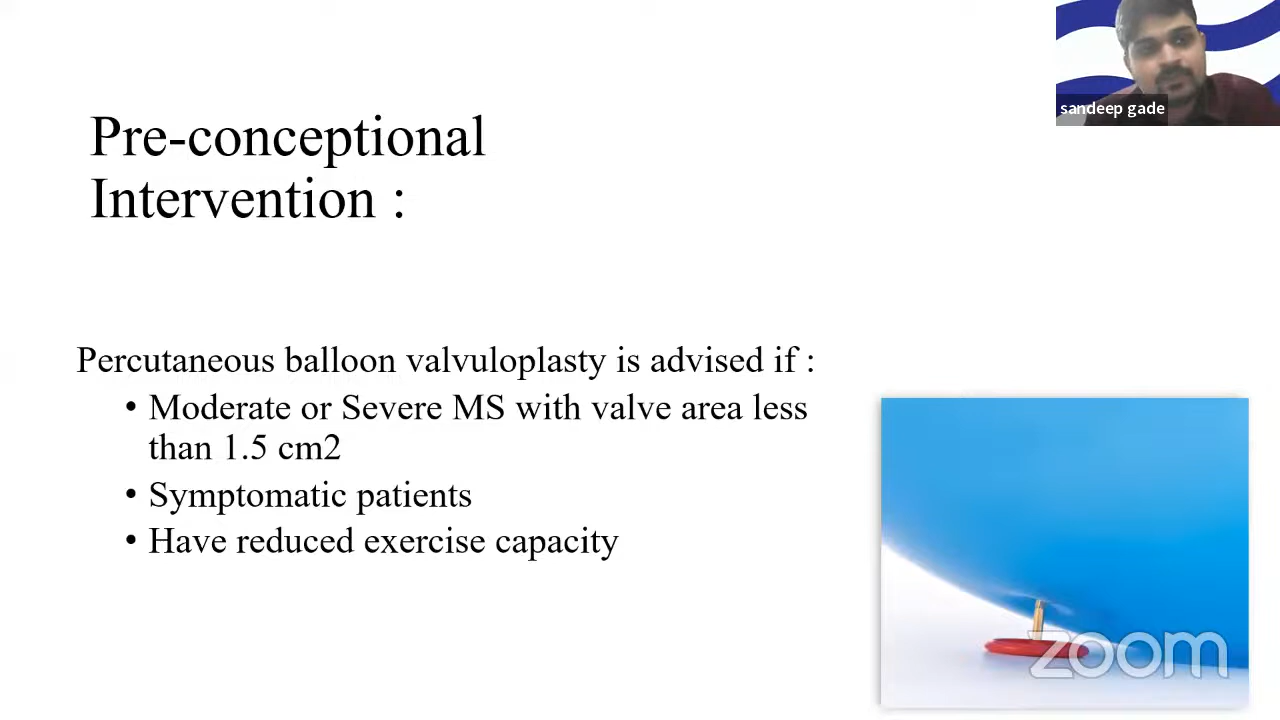 sandeep gade
Pre-conceptional
Intervention :
Percutaneous balloon valvuloplasty is advised if :
• Moderate or Severe MS with valve area less
than 1.5 cm2
• Symptomatic patients
• Have reduced exercise capacity
zoom